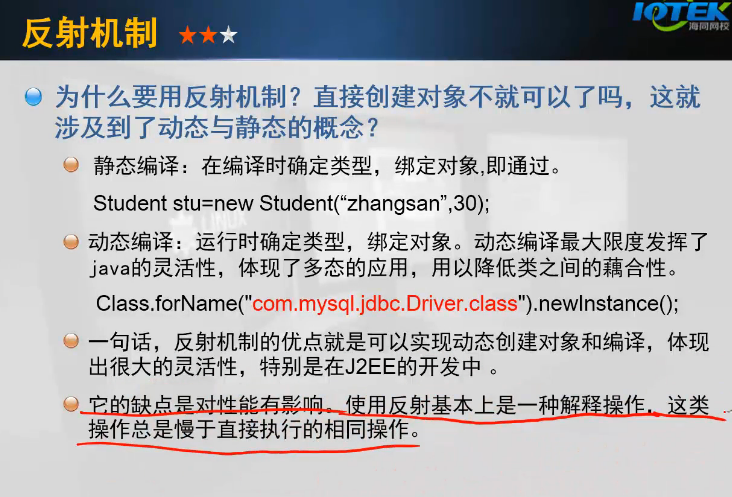 反射机制
IOTEK
海同网校
为什么要用反射机制？直接创建对象不就可以了吗，这就
涉及到了动态与静态的概念？
静态编译：在编译时确定类型，绑定对象,即通过。
Student stu=new Student(“zhangsan”,30);
动态编译：运行时确定类型，绑定对象。动态编译最大限度发挥了
java的灵活性，体现了多态的应用，用以降低类之间的藕合性。
Class.forName("com.mysql.jdbc.Driver.class").newInstance();
一句话，反射机制的优点就是可以实现动态创建对象和编译，体现
出很大的灵活性，特别是在J2EE的开发中 。
它的缺点是对性能有影响。使用反射基本上是一种解释操作，这类
操作总是慢于直接执行的相同操作。
LINUX